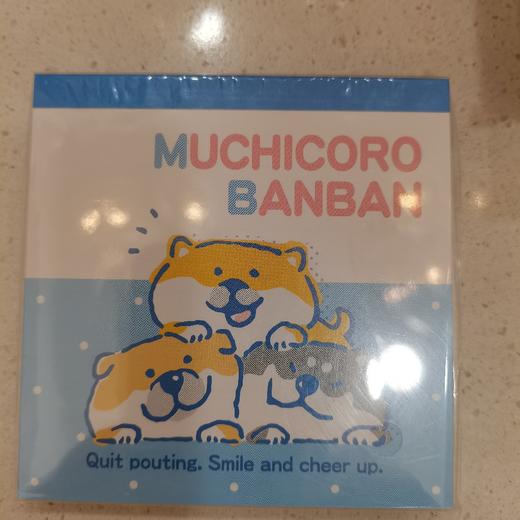 MUCHICORO
BANBAN
Quit pouting. Smile and cheer up.